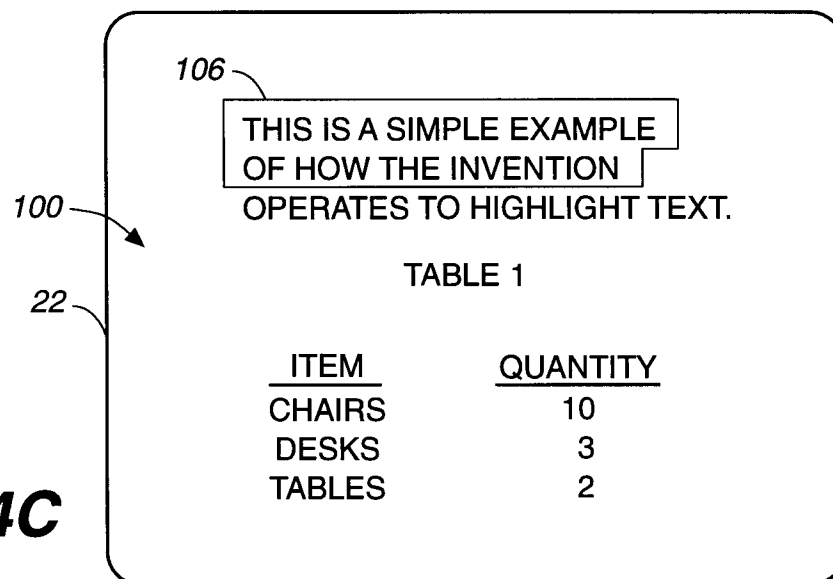 106
THIS IS A SIMPLE EXAMPLE
OF HOW THE INVENTION
OPERATES TO HIGHLIGHT TEXT.
100
TABLE 1
22
ITEM QUANTITY
CHAIRS 10
DESKS 3
TABLES 2
4C